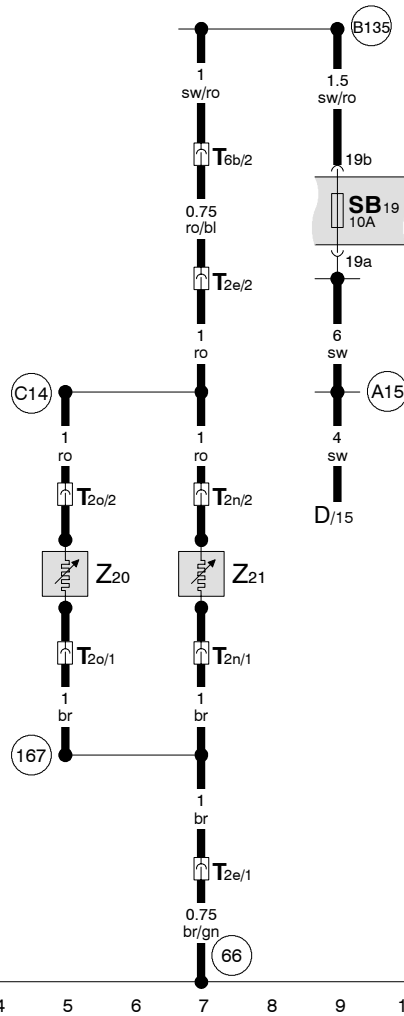 B135
1
sw/ro
1.5
sw/ro
T6b/2
19b
SB19
10A
0.75
ro/bl
19a
T2e/2
1
ro
6
sw
C14
A15
1
ro
1
ro
4
sw
T2o/2
T2n/2
D/15
Z20
Z21
T2o/1
T2n/1
1
br
1
br
167
1
br
T2e/1
0.75
br/gn
66
4 5 6 7 8 9 1